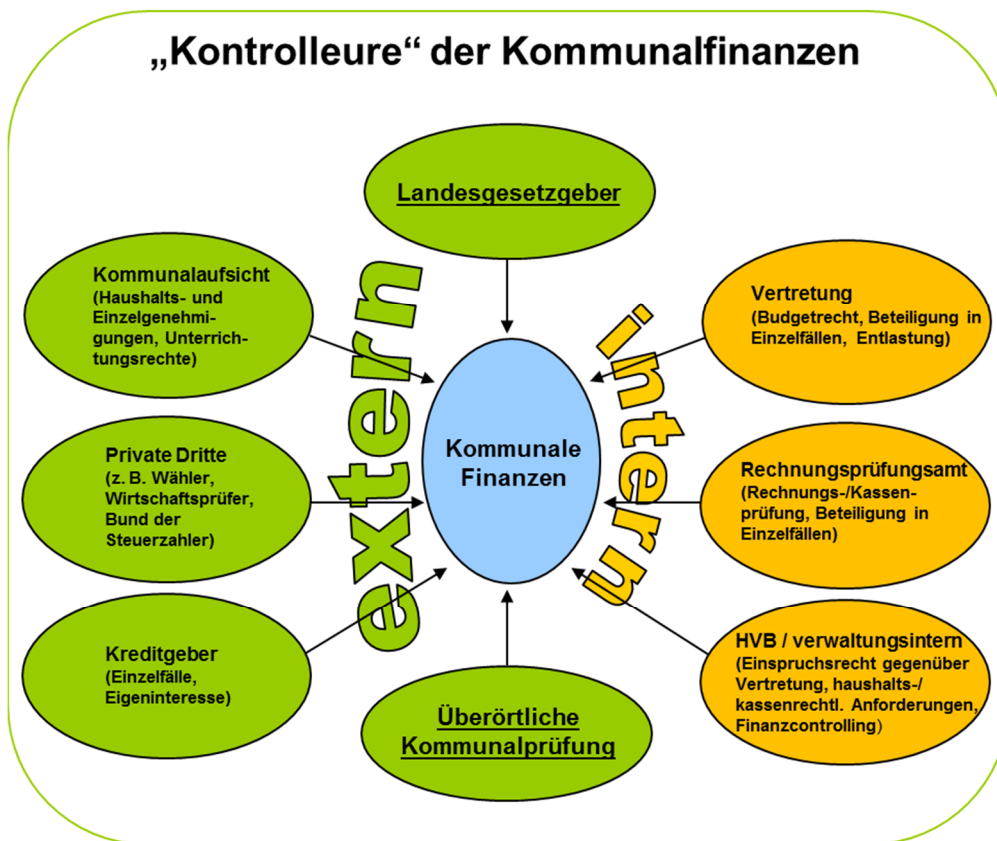 „Kontrolleure“ der Kommunalfinanzen
Landesgesetzgeber
Kommunalaufsicht
(Haushalts- und
Einzelgenehmi-
gungen, Unterrich-
tungsrechte)
Private Dritte
(z. B. Wähler,
Wirtschaftsprüfer,
Bund der
Steuerzahler)
Kreditgeber
(Einzelfälle,
Eigeninteresse)
extern
Kommunale
Finanzen
intern
Überörtliche
Kommunalprüfung
Vertretung
(Budgetrecht, Beteiligung in
Einzelfällen, Entlastung)
Rechnungsprüfungsamt
(Rechnungs-/Kassen-
prüfung, Beteiligung in
Einzelfällen)
HVB / verwaltungsintern
(Einspruchsrecht gegenüber
Vertretung, haushalts-/
kassenrechtl. Anforderungen,
Finanzcontrolling)